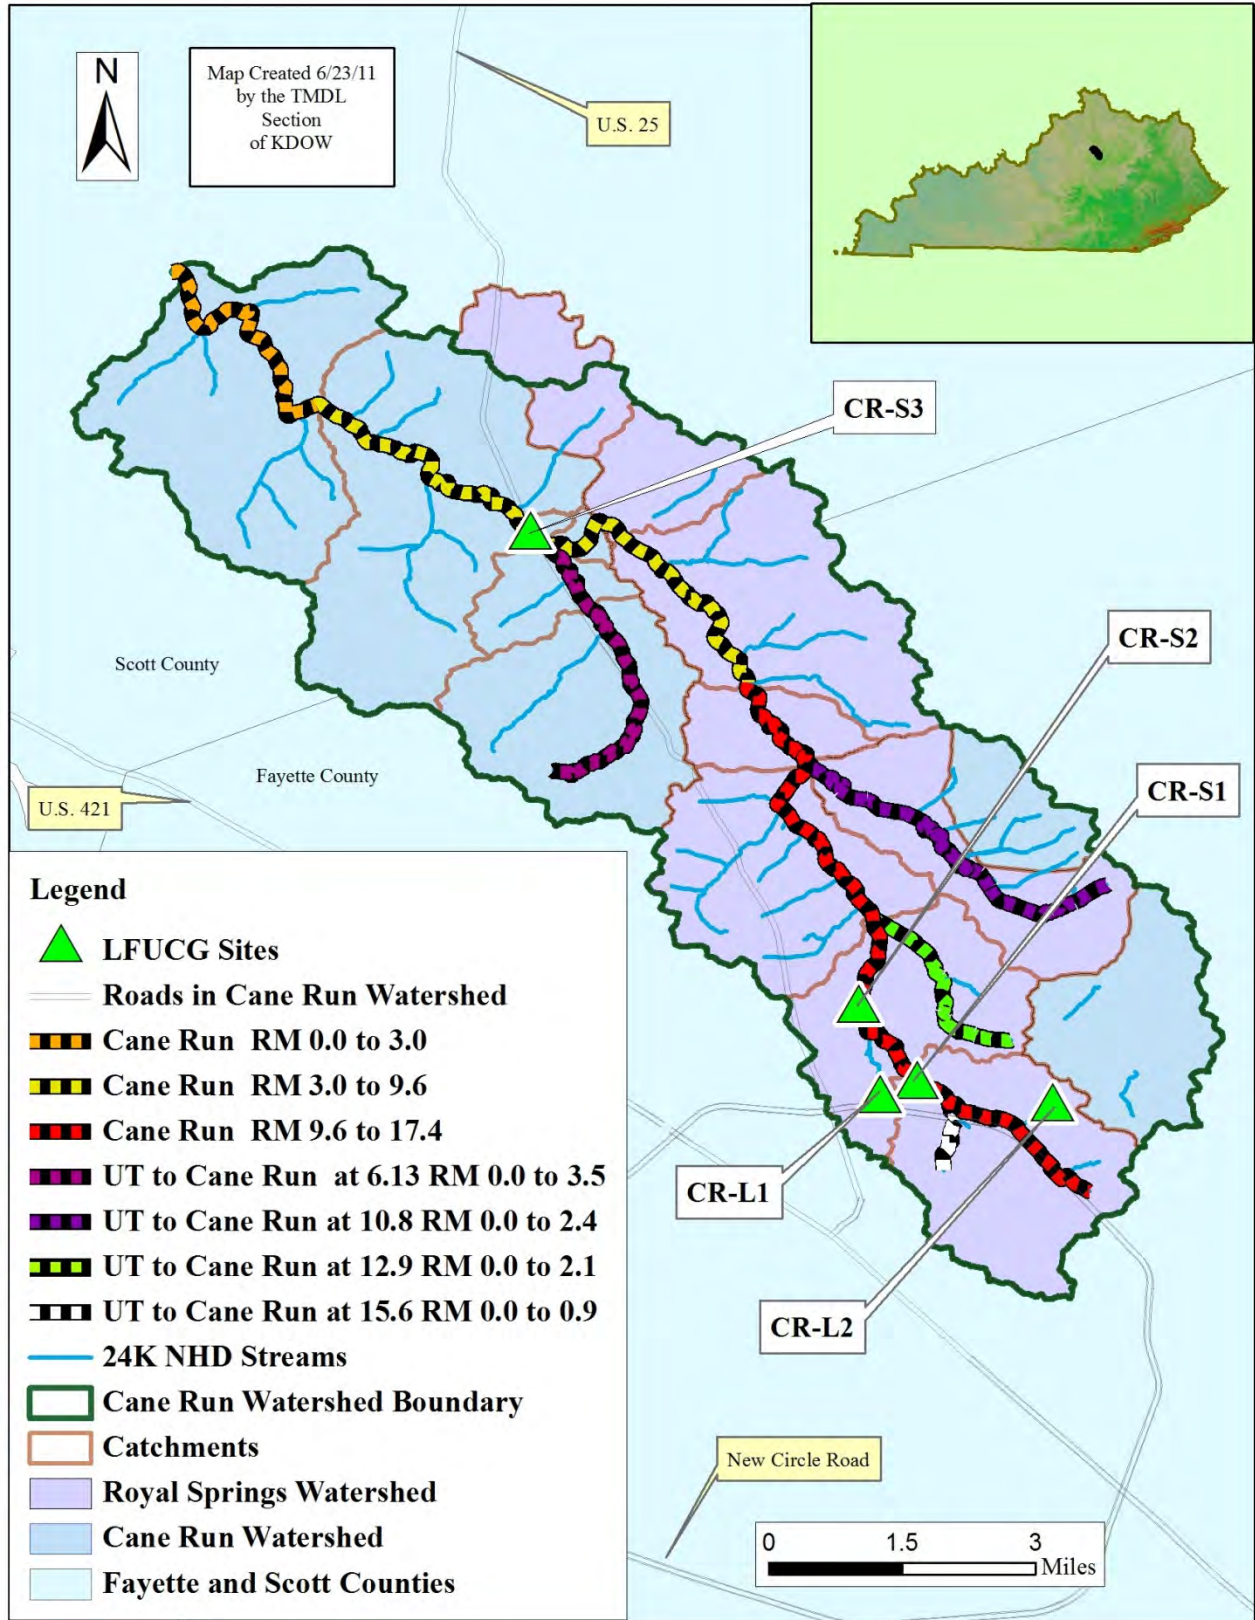 N
Map Created 6/23/11
by the TMDL
Section
of KDOW
U.S. 25
CR-S3
CR-S2
Scott County
Fayette County
CR-S1
U.S. 421
Legend
LFUCG Sites
Roads in Cane Run Watershed
Cane Run RM 0.0 to 3.0
Cane Run RM 3.0 to 9.6
Cane Run RM 9.6 to 17.4
UT to Cane Run at 6.13 RM 0.0 to 3.5
UT to Cane Run at 10.8 RM 0.0 to 2.4
UT to Cane Run at 12.9 RM 0.0 to 2.1
UT to Cane Run at 15.6 RM 0.0 to 0.9
24K NHD Streams
Cane Run Watershed Boundary
Catchments
Royal Springs Watershed
Cane Run Watershed
Fayette and Scott Counties
CR-L1
CR-L2
New Circle Road
0 1.5 3
Miles